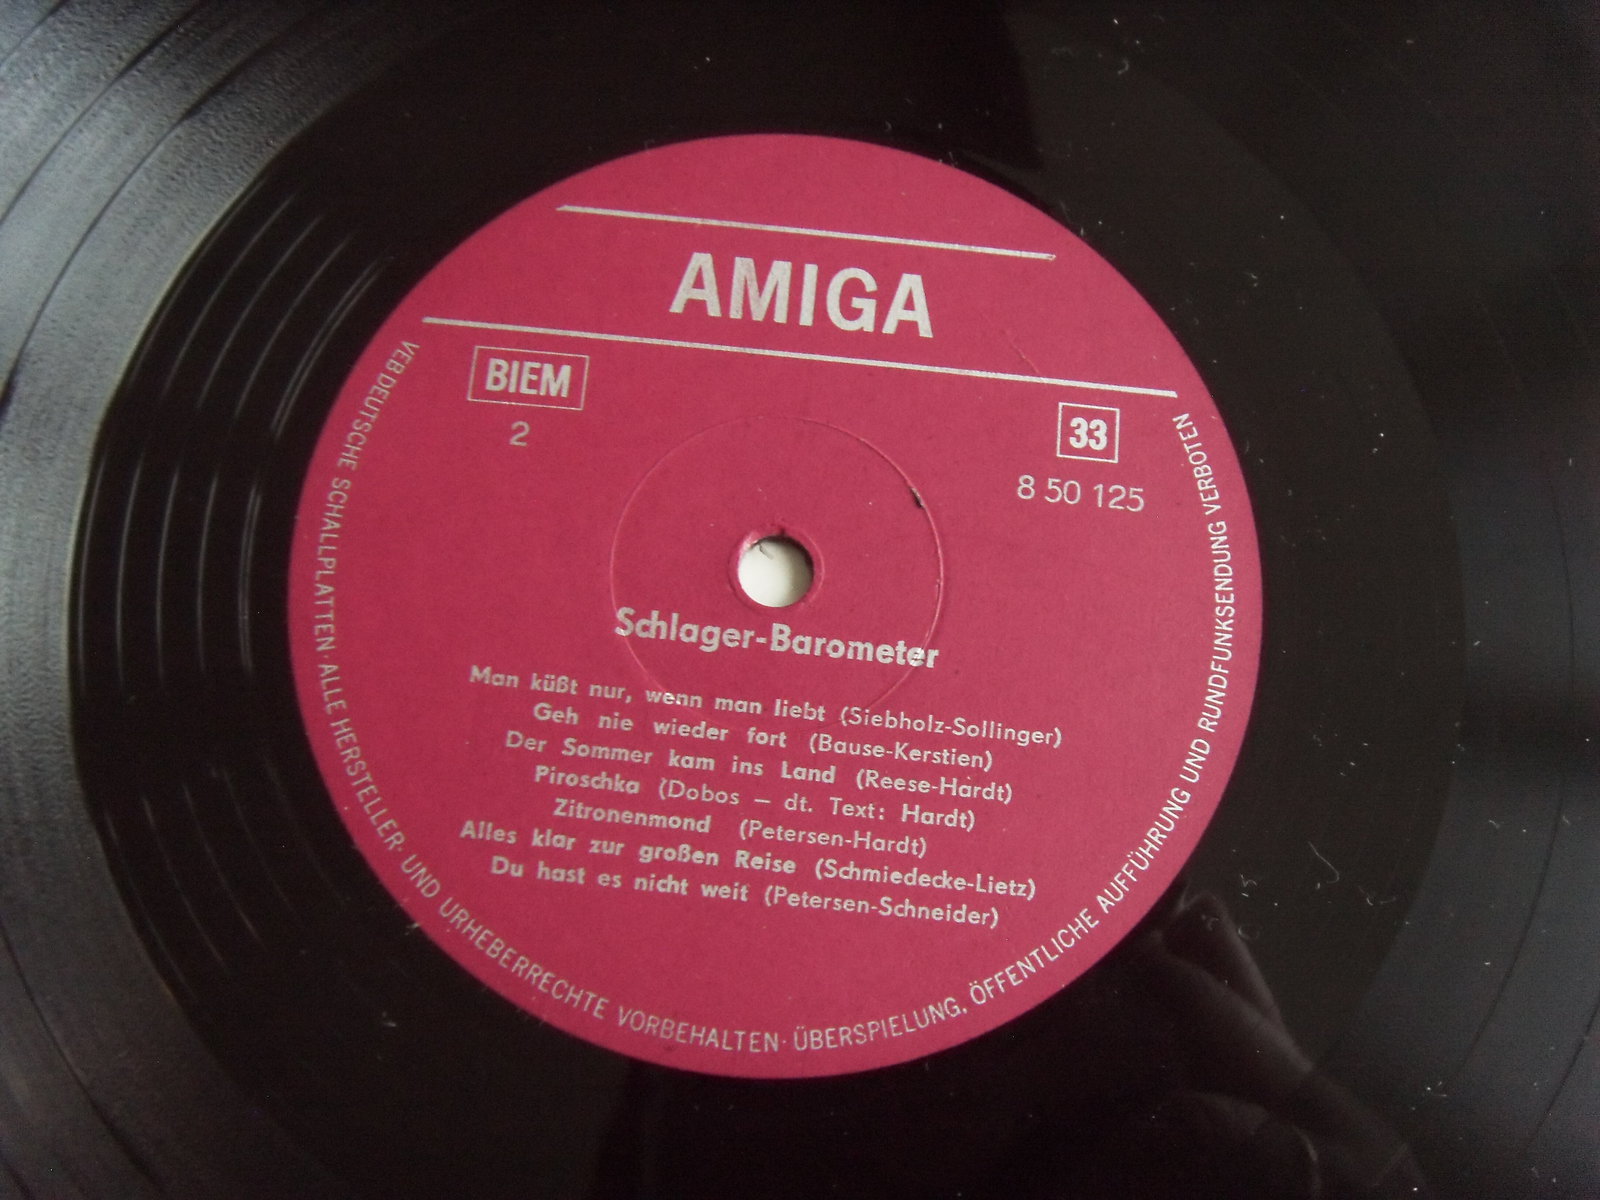 AMIGA
BIEM
2
33
8 50 125
Schlager-Barometer
Man küßt nur, wenn man liebt (Siebholz-Sollinger)
Geh nie wieder fort (Bause-Kerstien)
Der Sommer kam ins Land (Reese-Hardt)
Piroschka (Dobos – dt. Text: Hardt)
Zitronenmond (Petersen-Hardt)
Alles klar zur großen Reise (Schmiedecke-Lietz)
Du hast es nicht weit (Petersen-Schneider)
VEB DEUTSCHE SCHALLPLATTEN · ALLE HERSTELLER- UND URHEBERRECHTE VORBEHALTEN · ÜBERSPIELUNG, ÖFFENTLICHE AUFFÜHRUNG UND RUNDFUNKSENDUNG VERBOTEN